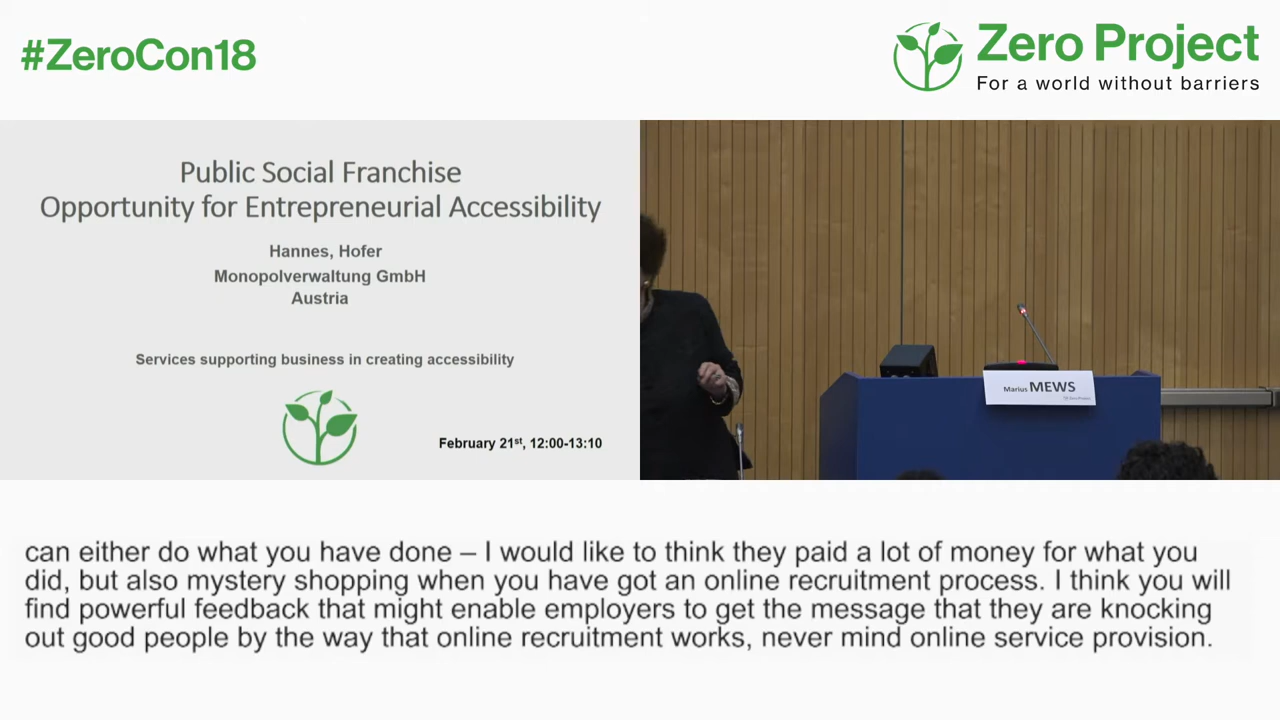 #ZeroCon18
Zero Project
For a world without barriers
Public Social Franchise
Opportunity for Entrepreneurial Accessibility
Hannes, Hofer
Monopolverwaltung GmbH
Austria
Services supporting business in creating accessibility
February 21st, 12:00-13:10
Marius MEWS
can either do what you have done – I would like to think they paid a lot of money for what you
did, but also mystery shopping when you have got an online recruitment process. I think you will
find powerful feedback that might enable employers to get the message that they are knocking
out good people by the way that online recruitment works, never mind online service provision.